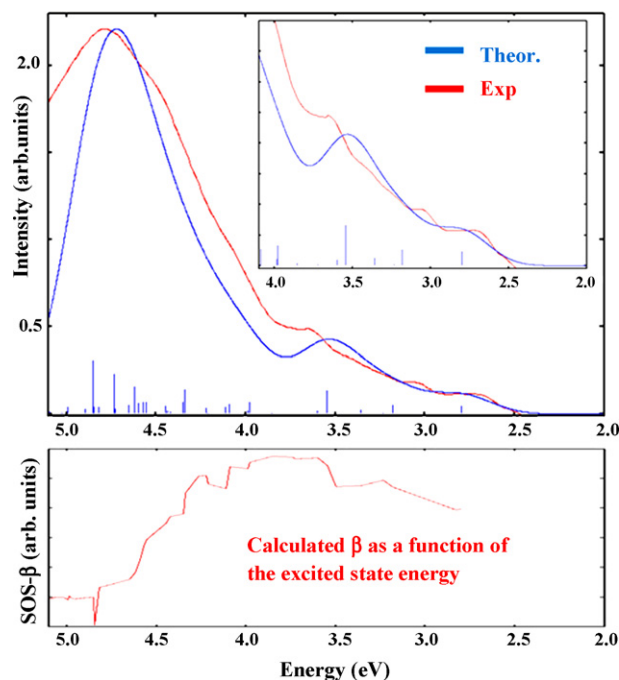 2.0
0.5
Intensity (arb.units)
Theor.
Exp
4.0 3.5 3.0 2.5 2.0
5.0 4.5 4.0 3.5 3.0 2.5 2.0
SOS-β (arb. units)
Calculated β as a function of
the excited state energy
5.0 4.5 4.0 3.5 3.0 2.5 2.0
Energy (eV)